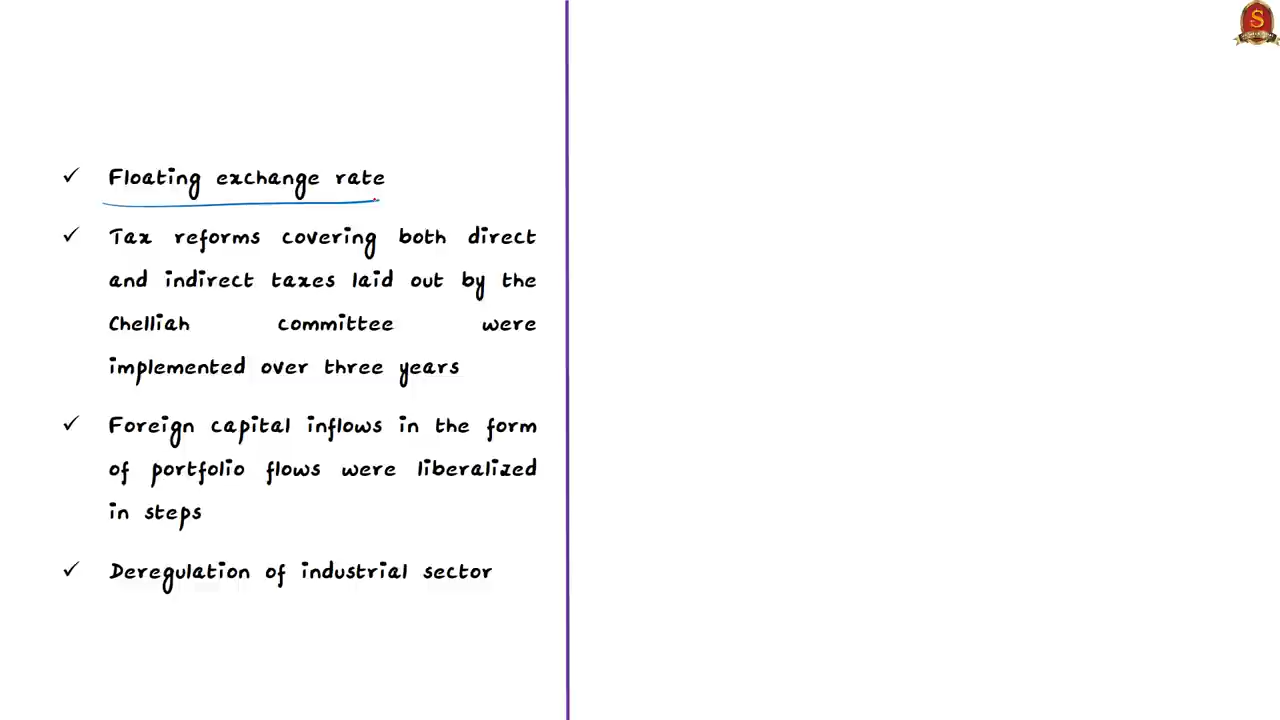 ✓ Floating exchange rate
✓ Tax reforms covering both direct
and indirect taxes laid out by the
Chelliah committee were
implemented over three years
✓ Foreign capital inflows in the form
of portfolio flows were liberalized
in steps
✓ Deregulation of industrial sector
S